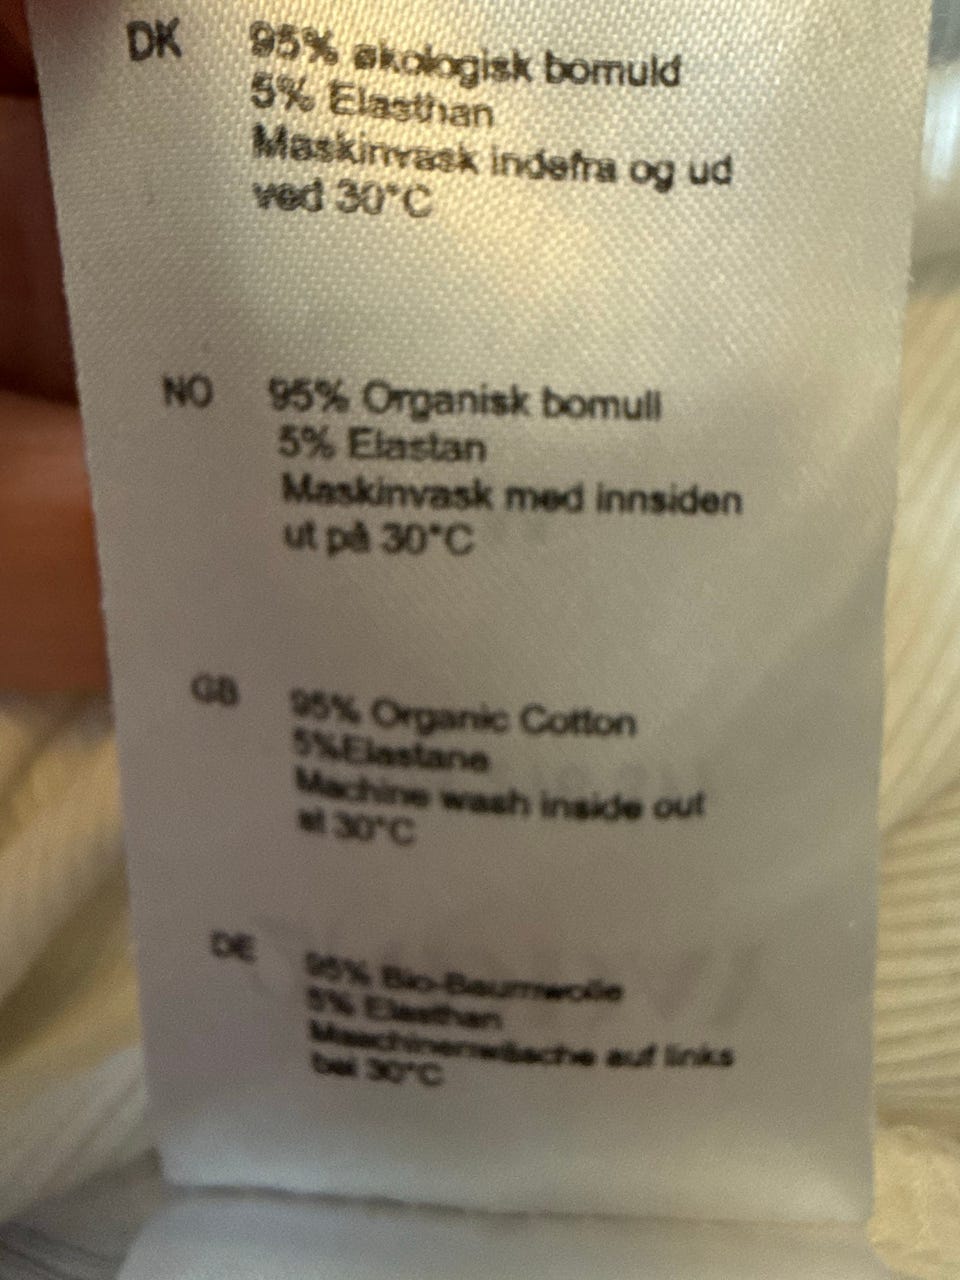 DK 95% økologisk bomuld
5% Elasthan
Maskinvask indefra og ud
ved 30°C
NO 95% Organisk bomull
5% Elastan
Maskinvask med innsiden
ut på 30°C
GB 95% Organic Cotton
5%Elastane
Machine wash inside out
at 30°C
DE 95% Bio-Baumwolle
5% Elasthan
Maschinenwäsche auf links
bei 30°C